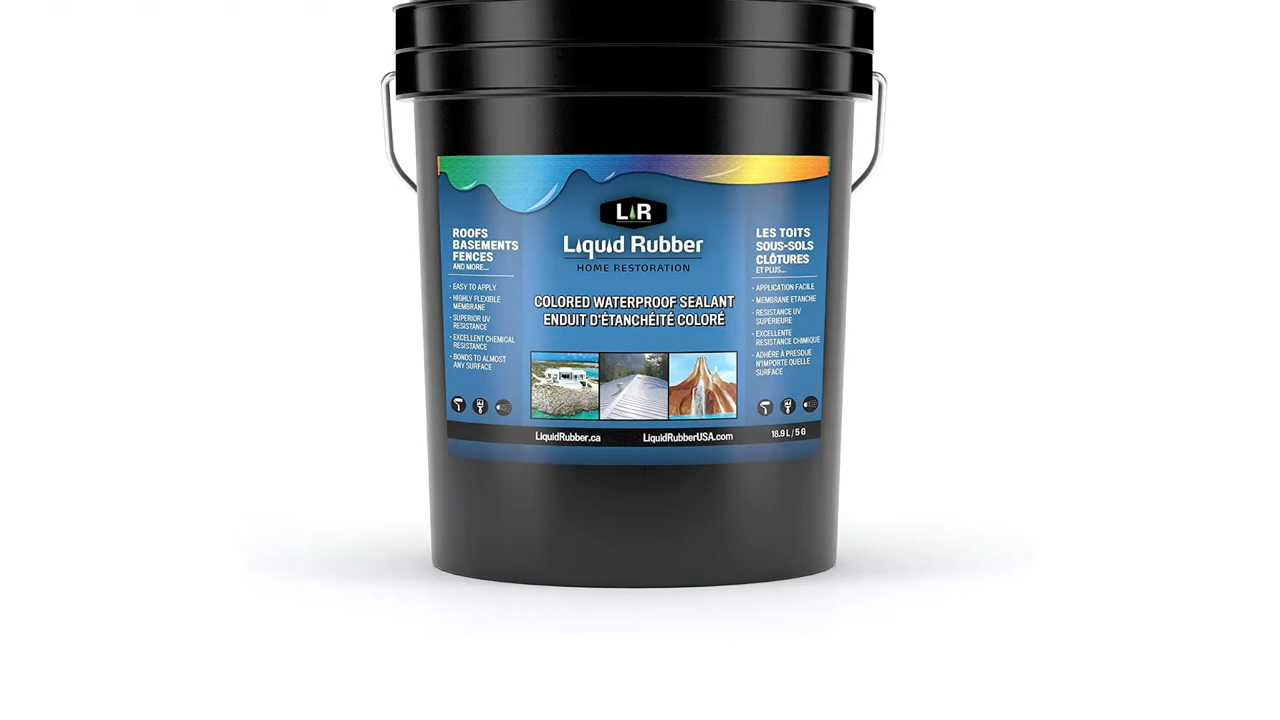 LR
Liquid Rubber
HOME RESTORATION
COLORED WATERPROOF SEALANT
ENDUIT D'ÉTANCHÉITÉ COLORÉ
ROOFS
BASEMENTS
FENCES
AND MORE...
· EASY TO APPLY
· HIGHLY FLEXIBLE
MEMBRANE
· SUPERIOR UV
RESISTANCE
· EXCELLENT CHEMICAL
RESISTANCE
· BONDS TO ALMOST
ANY SURFACE
LES TOITS
SOUS-SOLS
CLÔTURES
ET PLUS...
· APPLICATION FACILE
· MEMBRANE ETANCHE
· RESISTANCE UV
SUPÉRIEURE
· EXCELLENTE
RESISTANCE CHIMIQUE
· ADHÈRE À PRESQUE
N'IMPORTE QUELLE
SURFACE
LiquidRubber.ca
LiquidRubberUSA.com
18.9 L / 5 G